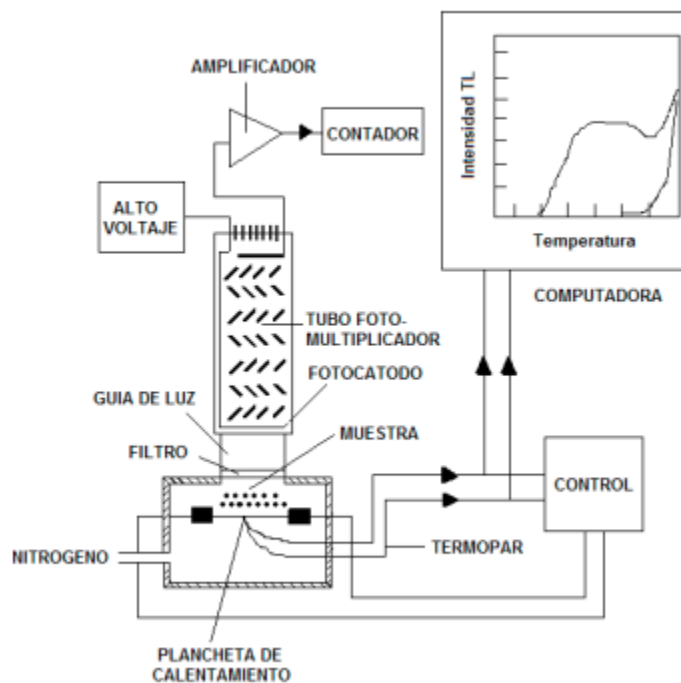 AMPLIFICADOR
CONTADOR
ALTO
VOLTAJE
Intensidad TL
Temperatura
COMPUTADORA
TUBO FOTO-
MULTIPLICADOR
FOTOCATODO
GUIA DE LUZ
MUESTRA
FILTRO
CONTROL
NITROGENO
TERMOPAR
PLANCHETA DE
CALENTAMIENTO